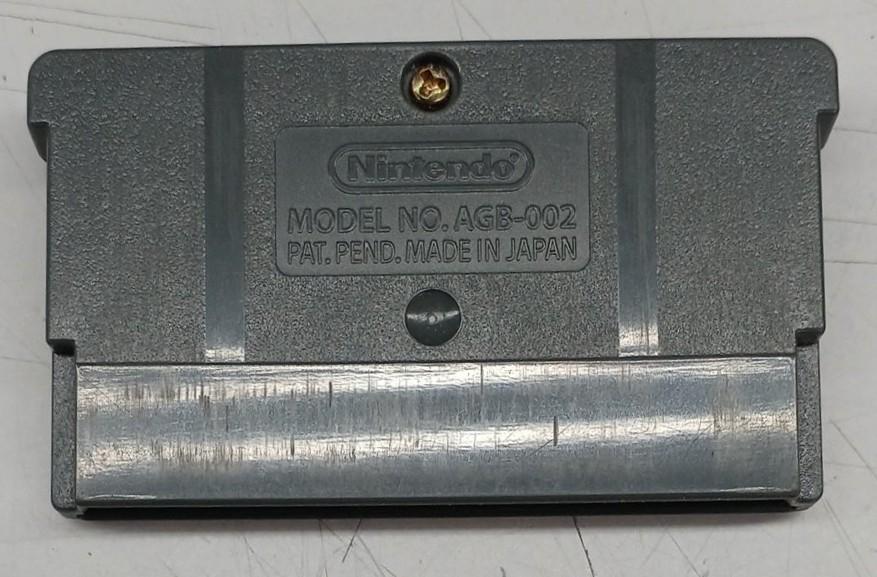 Nintendo®
MODEL NO. AGB-002
PAT. PEND. MADE IN JAPAN